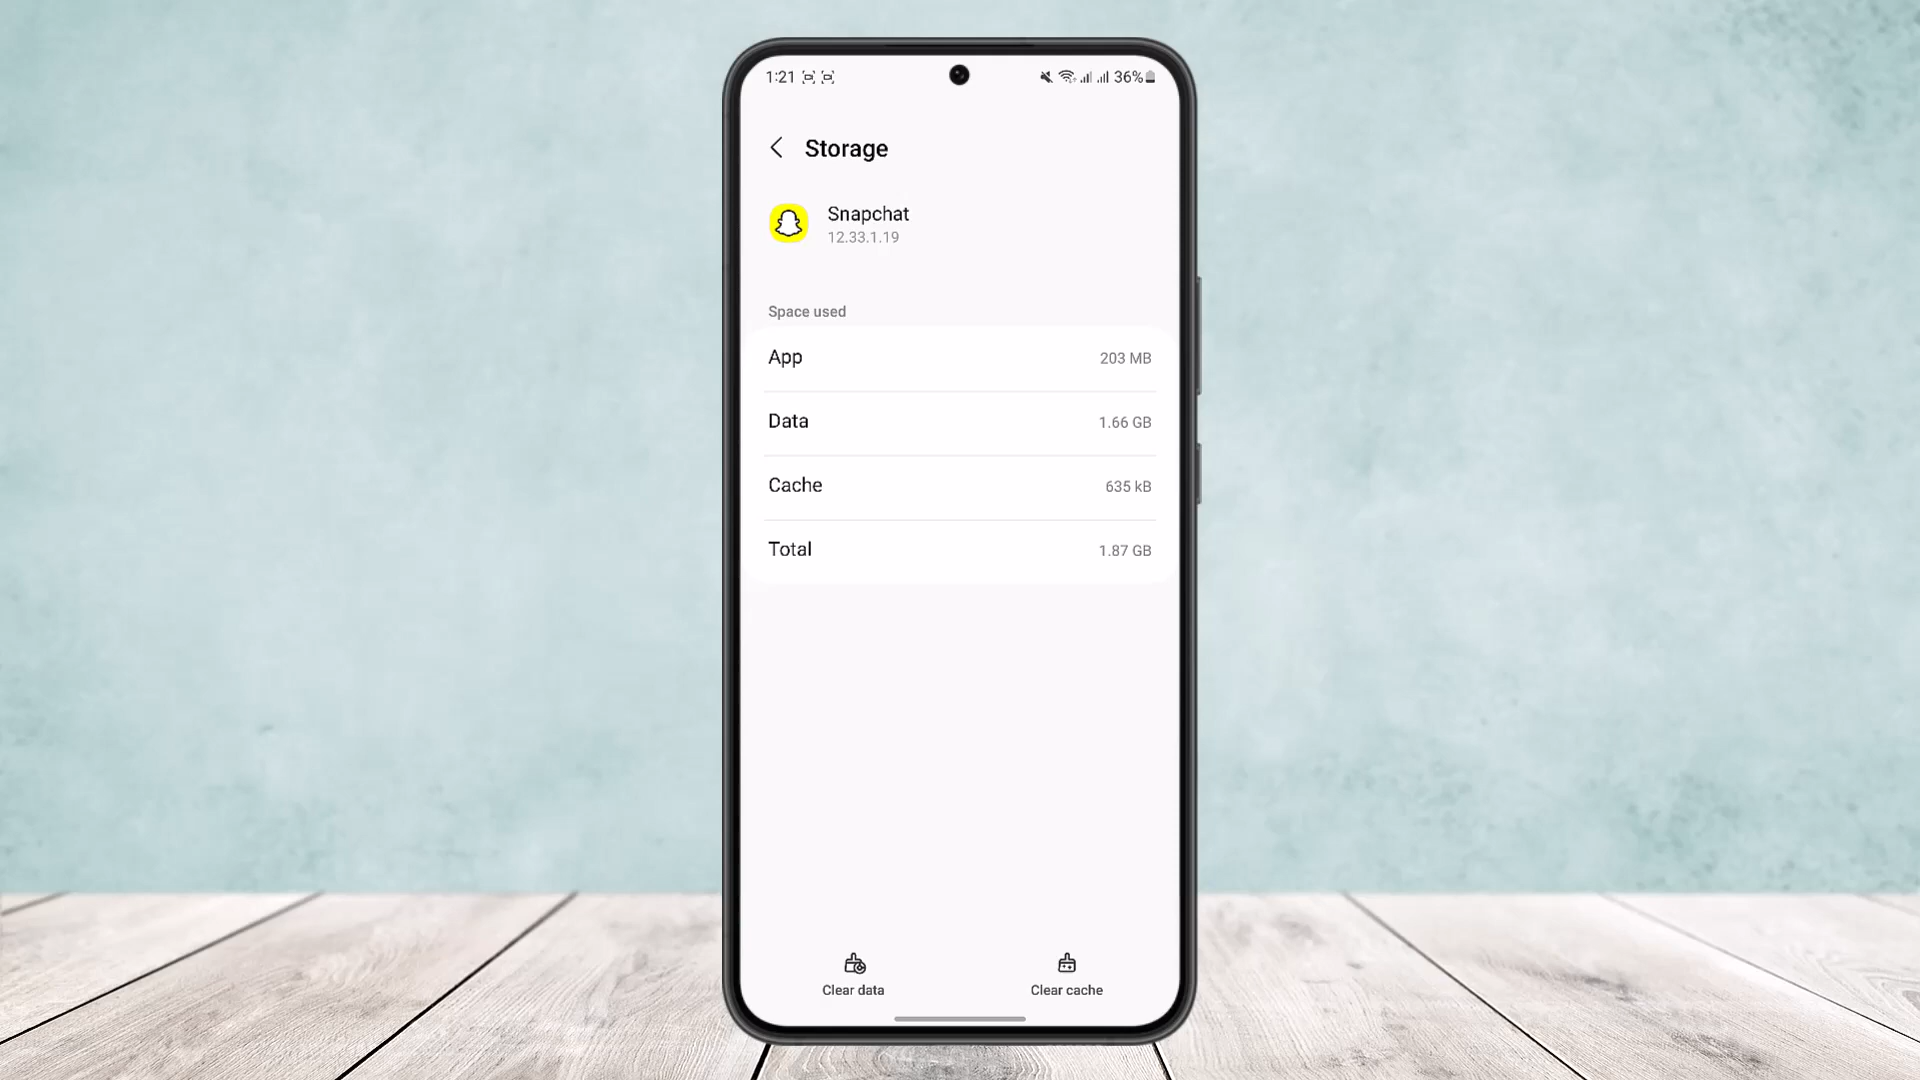 1:21 36%
Storage
Snapchat
12.33.1.19
Space used
App 203 MB
Data 1.66 GB
Cache 635 kB
Total 1.87 GB
Clear data Clear cache